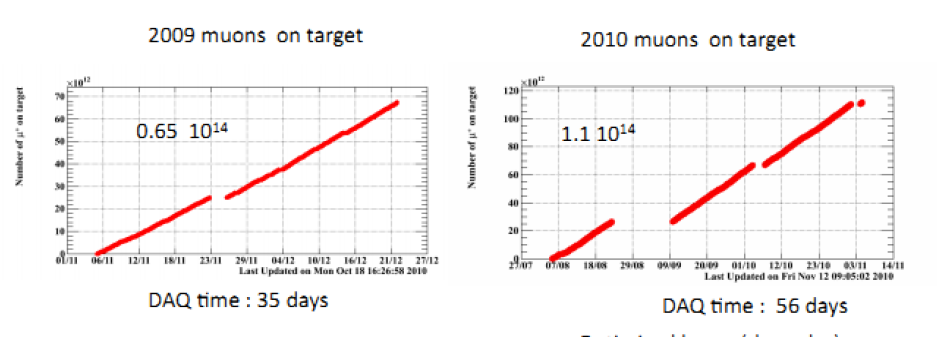 2009 muons on target
2010 muons on target
×10¹²
Number of μ⁺ on target
70
60
50
40
30
20
10
0
0.65 10¹⁴
01/11 06/11 12/11 18/11 23/11 29/11 04/12 10/12 16/12 21/12 27/12
Last Updated on Mon Oct 18 16:26:58 2010
DAQ time : 35 days
×10¹²
Number of μ⁺ on target
120
100
80
60
40
20
0
1.1 10¹⁴
27/07 07/08 18/08 29/08 09/09 20/09 01/10 12/10 23/10 03/11 14/11
Last Updated on Fri Nov 12 09:05:02 2010
DAQ time : 56 days